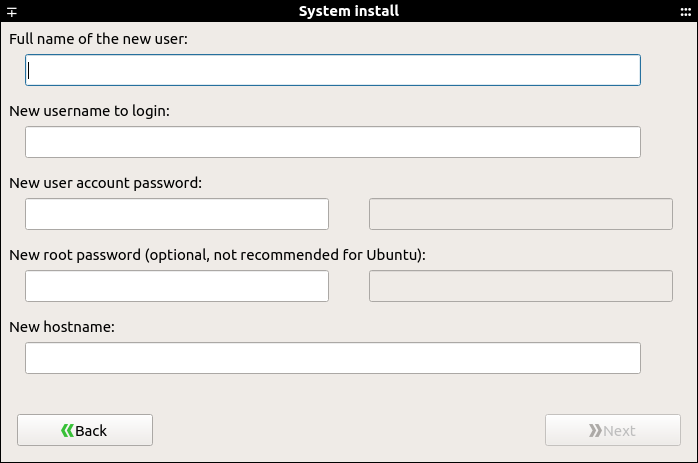 System install
Full name of the new user:
New username to login:
New user account password:
New root password (optional, not recommended for Ubuntu):
New hostname:
Back
Next